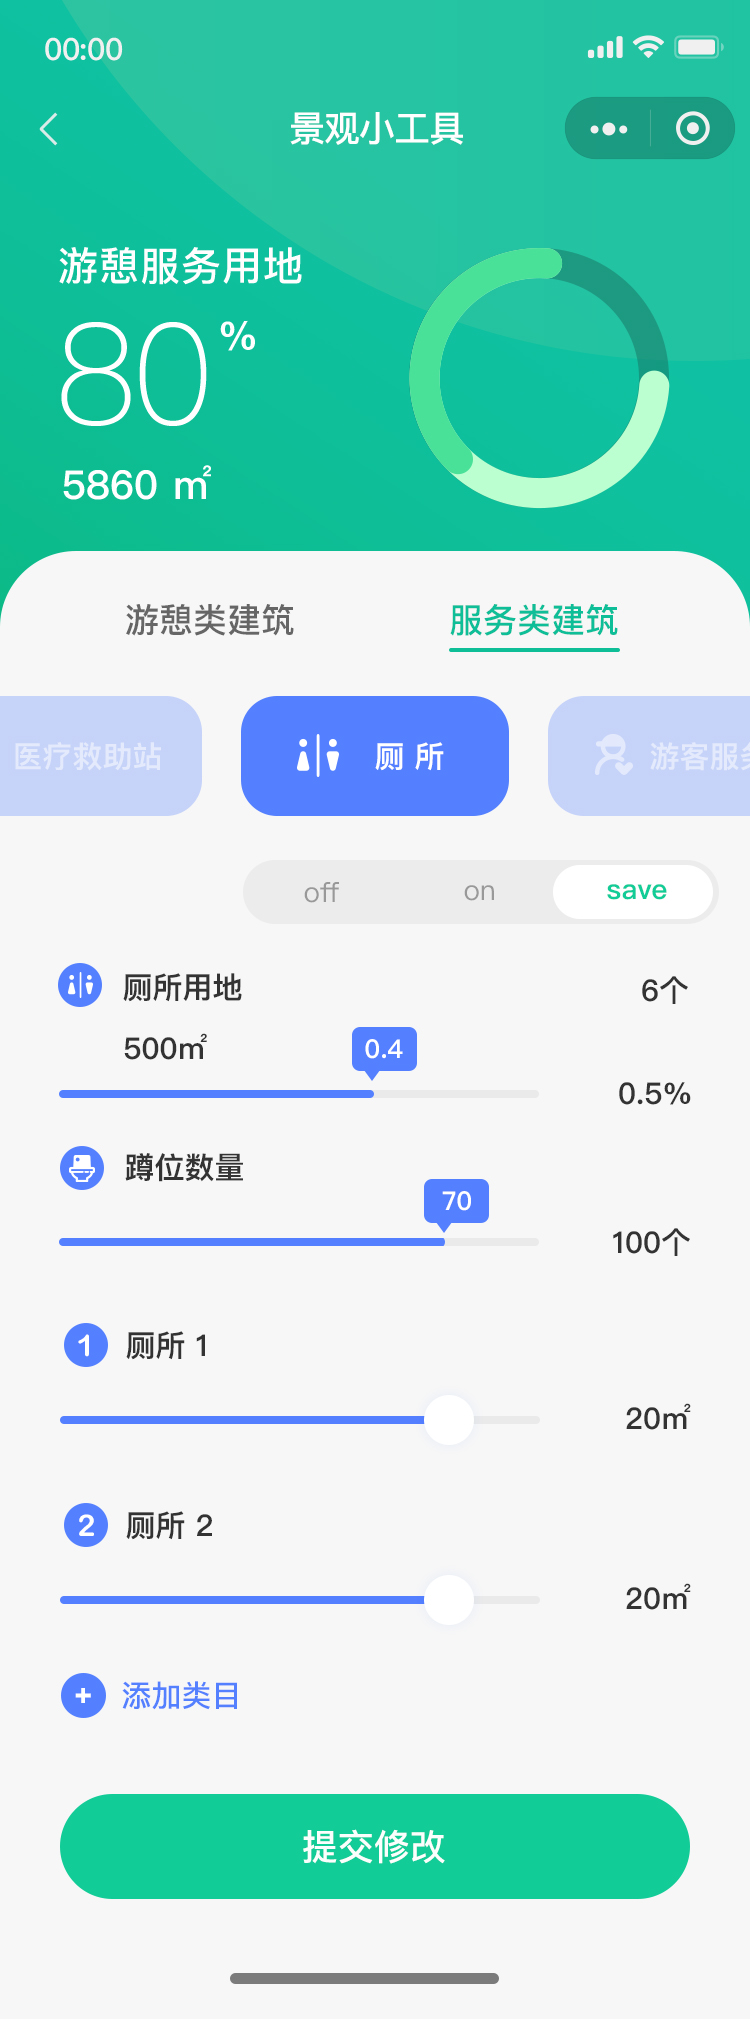 00:00
景观小工具
游憩服务用地
80%
5860 ㎡
游憩类建筑 服务类建筑
医疗救助站 厕所 游客服务
off on save
厕所用地 6个
500㎡ 0.4
0.5%
蹲位数量
70
100个
1 厕所 1
20㎡
2 厕所 2
20㎡
+ 添加类目
提交修改